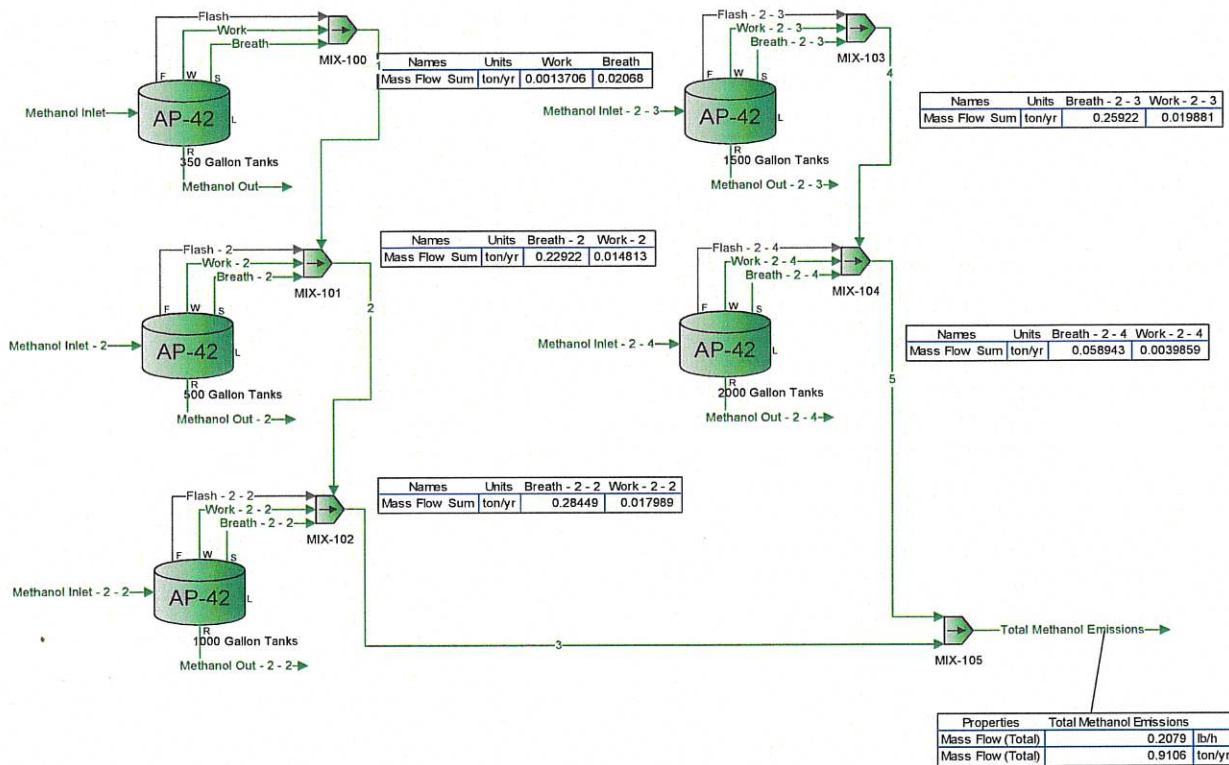 Flash
Work
Breath
MIX-100
1
F W S
Methanol Inlet
AP-42
L
R
350 Gallon Tanks
Methanol Out
Names Units Work Breath
Mass Flow Sum ton/yr 0.0013706 0.02068
Flash - 2 - 3
Work - 2 - 3
Breath - 2 - 3
MIX-103
4
F W S
Methanol Inlet - 2 - 3
AP-42
L
R
1500 Gallon Tanks
Methanol Out - 2 - 3
Names Units Breath - 2 - 3 Work - 2 - 3
Mass Flow Sum ton/yr 0.25922 0.019881
Flash - 2
Work - 2
Breath - 2
MIX-101
2
F W S
Methanol Inlet - 2
AP-42
L
R
500 Gallon Tanks
Methanol Out - 2
Names Units Breath - 2 Work - 2
Mass Flow Sum ton/yr 0.22922 0.014813
Flash - 2 - 4
Work - 2 - 4
Breath - 2 - 4
MIX-104
5
F W S
Methanol Inlet - 2 - 4
AP-42
L
R
2000 Gallon Tanks
Methanol Out - 2 - 4
Names Units Breath - 2 - 4 Work - 2 - 4
Mass Flow Sum ton/yr 0.058943 0.0039859
Flash - 2 - 2
Work - 2 - 2
Breath - 2 - 2
MIX-102
3
F W S
Methanol Inlet - 2 - 2
AP-42
L
R
1000 Gallon Tanks
Methanol Out - 2 - 2
Names Units Breath - 2 - 2 Work - 2 - 2
Mass Flow Sum ton/yr 0.28449 0.017989
MIX-105
Total Methanol Emissions
Properties Total Methanol Emissions
Mass Flow (Total) 0.2079 lb/h
Mass Flow (Total) 0.9106 ton/yr